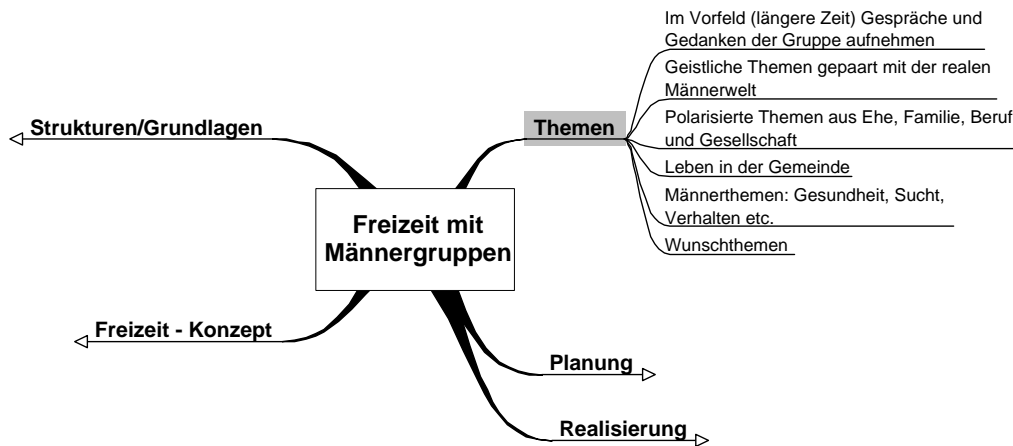 Im Vorfeld (längere Zeit) Gespräche und
Gedanken der Gruppe aufnehmen
Geistliche Themen gepaart mit der realen
Männerwelt
Strukturen/Grundlagen
Themen
Polarisierte Themen aus Ehe, Familie, Beruf
und Gesellschaft
Leben in der Gemeinde
Männerthemen: Gesundheit, Sucht,
Verhalten etc.
Wunschthemen
Freizeit mit
Männergruppen
Freizeit - Konzept
Planung
Realisierung